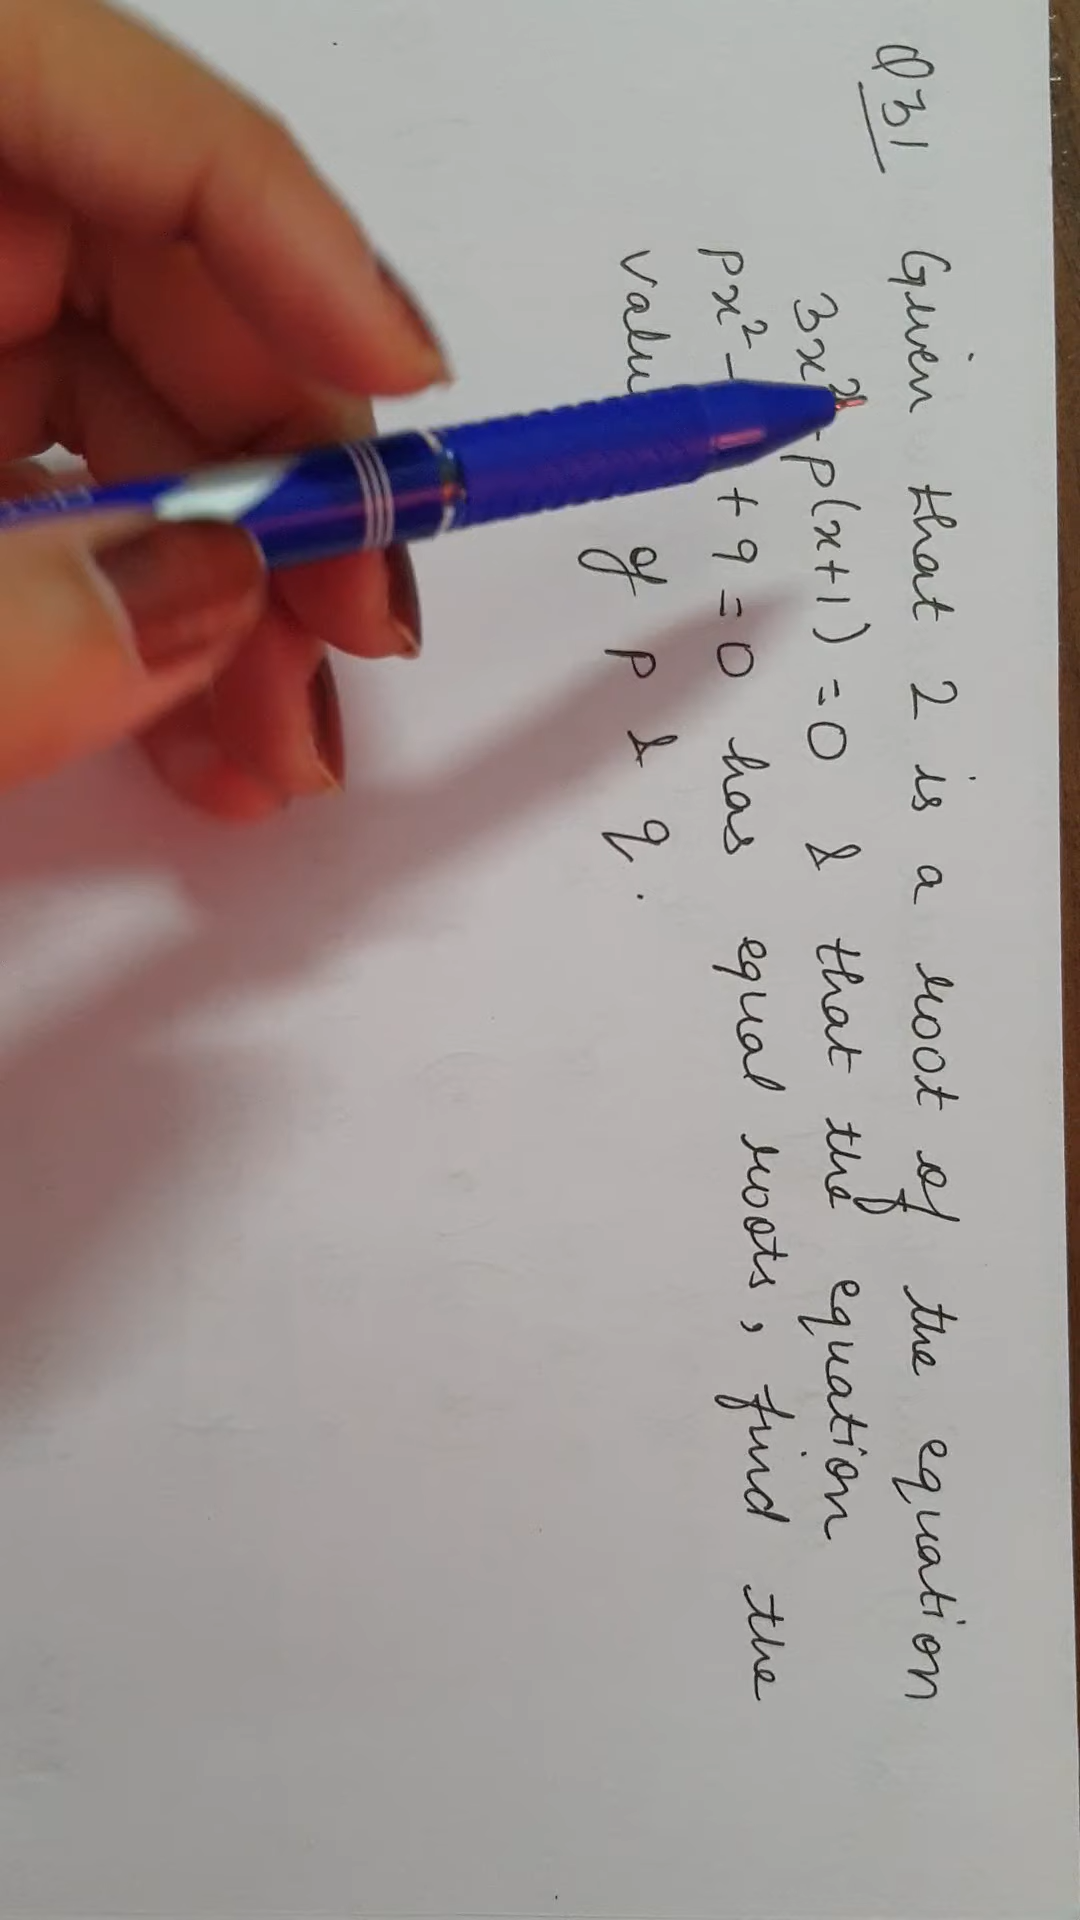 Q31 Given that 2 is a root of the equation
3x² - p(x+1) = 0 & that the equation
px² - + 9 = 0 has equal roots, find the
of p & q.